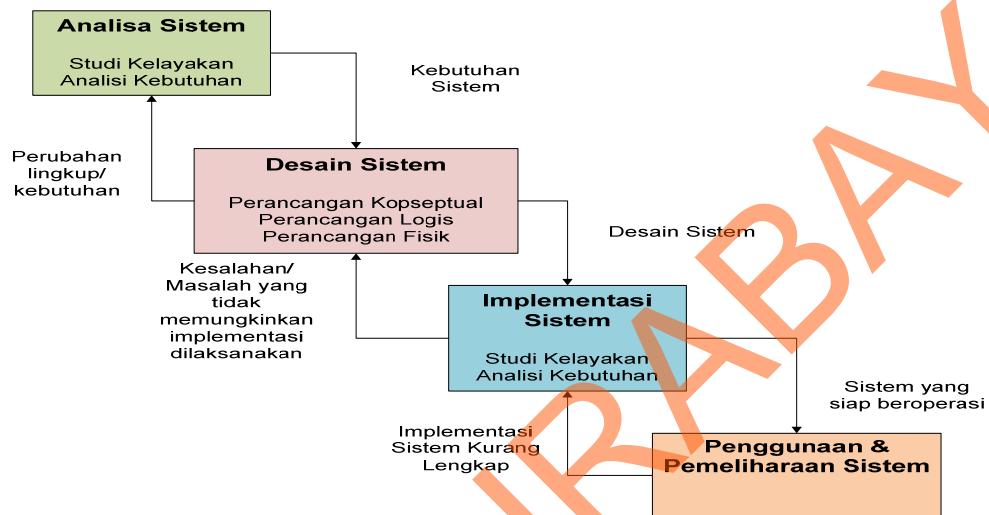 Analisa Sistem
Studi Kelayakan
Analisi Kebutuhan
Kebutuhan
Sistem
Perubahan
lingkup/
kebutuhan
Desain Sistem
Perancangan Kopseptual
Perancangan Logis
Perancangan Fisik
Desain Sistem
Kesalahan/
Masalah yang
tidak
memungkinkan
implementasi
dilaksanakan
Implementasi
Sistem
Studi Kelayakan
Analisi Kebutuhan
Sistem yang
siap beroperasi
Implementasi
Sistem Kurang
Lengkap
Penggunaan &
Pemeliharaan Sistem
URABAY